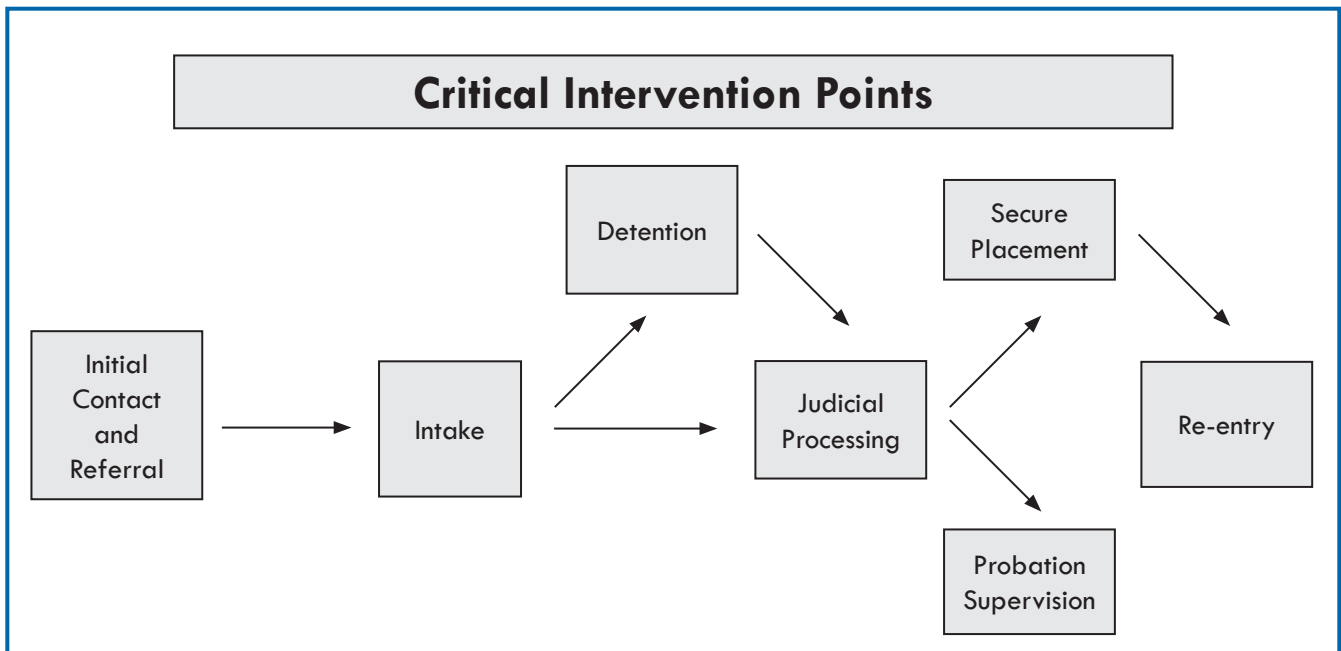 Critical Intervention Points
Initial
Contact
and
Referral
Intake
Detention
Judicial
Processing
Secure
Placement
Probation
Supervision
Re-entry